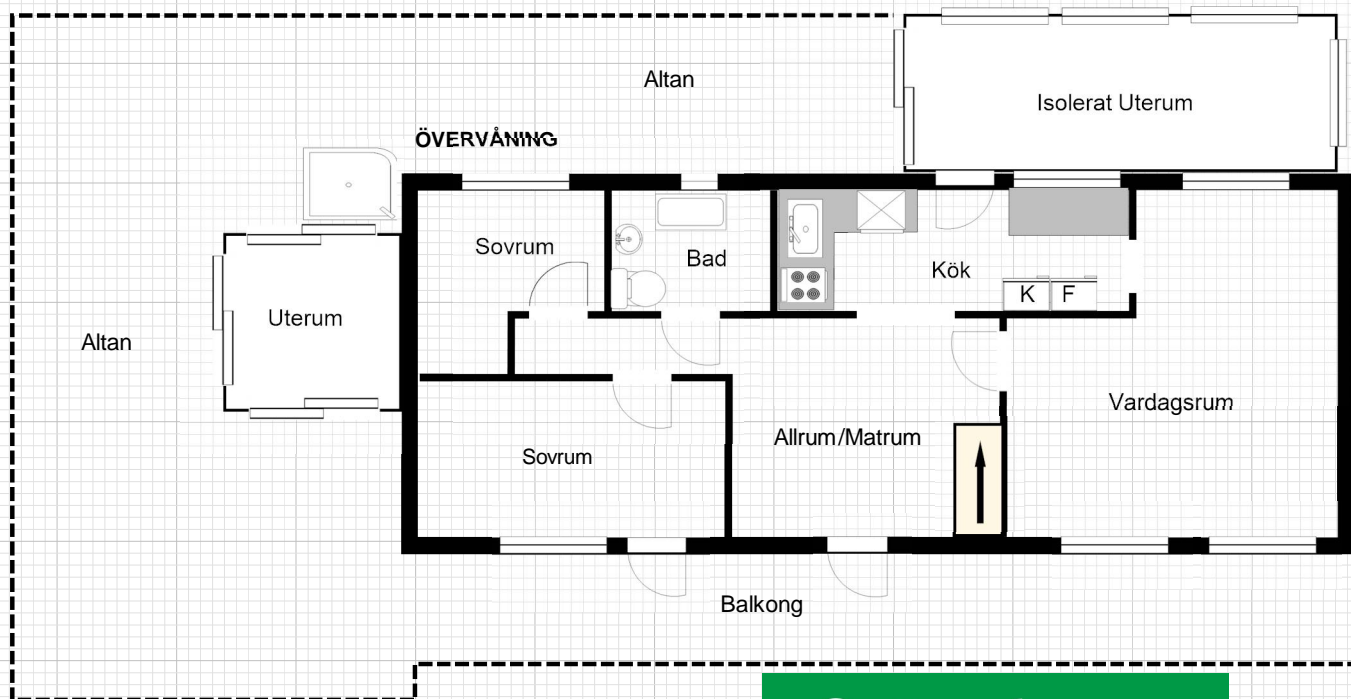 Altan
Isolerat Uterum
ÖVERVÅNING
Sovrum
Bad
Kök
K F
Uterum
Altan
Vardagsrum
Allrum/Matrum
Sovrum
Balkong